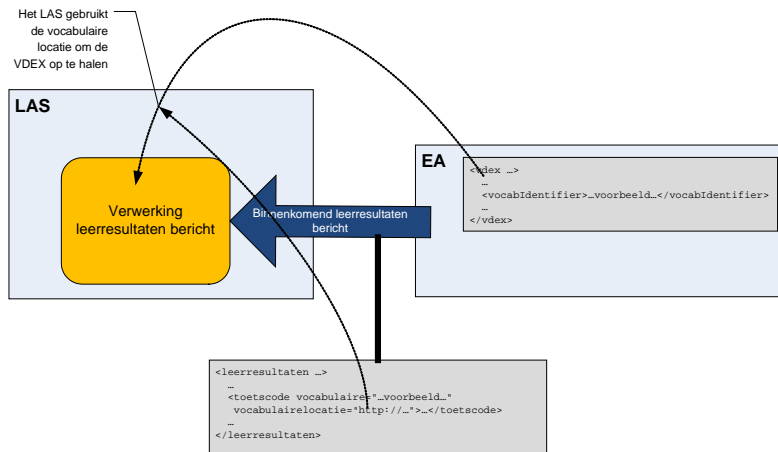 Het LAS gebruikt
de vocabulaire
locatie om de
VDEX op te halen
LAS
Verwerking
leerresultaten bericht
Binnenkomend leerresultaten
bericht
EA
<vdex …>
…
<vocabIdentifier>…voorbeeld…</vocabIdentifier>
…
</vdex>
<leerresultaten …>
…
<toetscode vocabulaire="…voorbeeld…"
vocabulairelocatie="http://…">…</toetscode>
…
</leerresultaten>